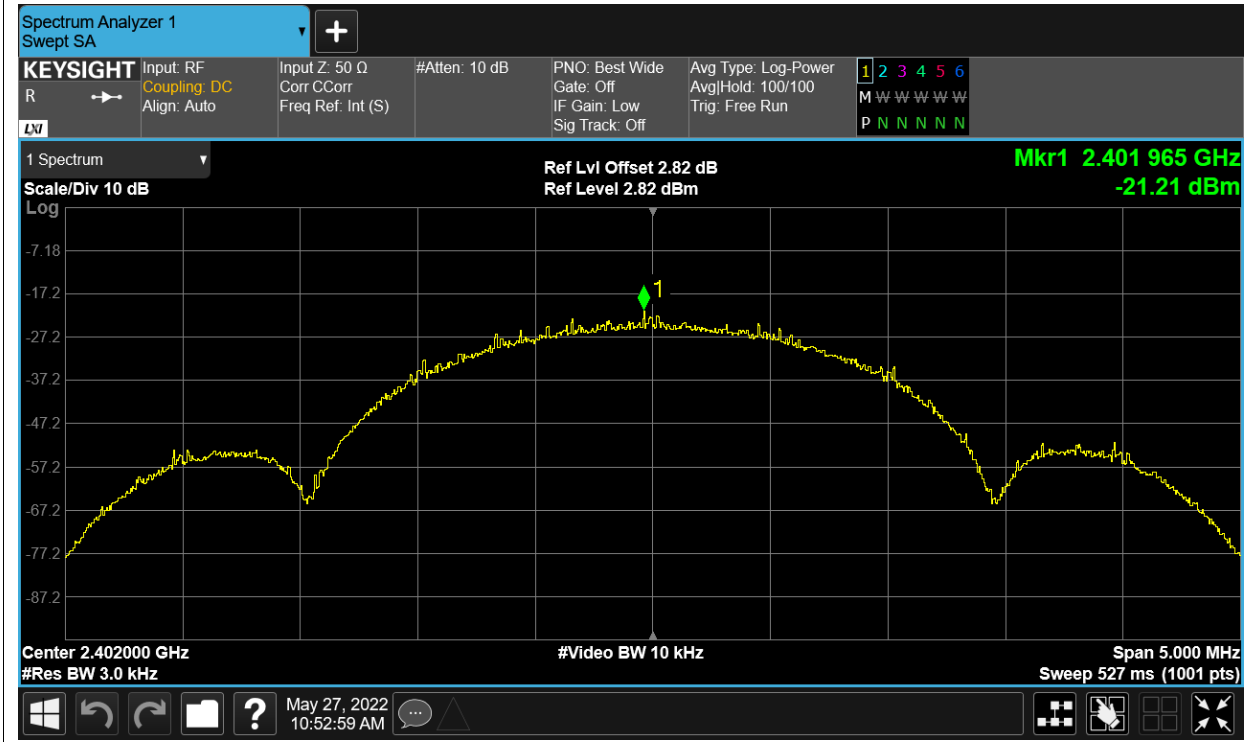 Spectrum Analyzer 1
Swept SA
+
KEYSIGHT
R
LXI
Input: RF
Coupling: DC
Align: Auto
Input Z: 50 Ω
Corr CCorr
Freq Ref: Int (S)
#Atten: 10 dB
PNO: Best Wide
Gate: Off
IF Gain: Low
Sig Track: Off
Avg Type: Log-Power
Avg|Hold: 100/100
Trig: Free Run
1 2 3 4 5 6
M W W W W W
P N N N N N
1 Spectrum
Scale/Div 10 dB
Log
Ref Lvl Offset 2.82 dB
Ref Level 2.82 dBm
Mkr1 2.401 965 GHz
-21.21 dBm
1
-7.18
-17.2
-27.2
-37.2
-47.2
-57.2
-67.2
-77.2
-87.2
Center 2.402000 GHz
#Res BW 3.0 kHz
#Video BW 10 kHz
Span 5.000 MHz
Sweep 527 ms (1001 pts)
?
May 27, 2022
10:52:59 AM